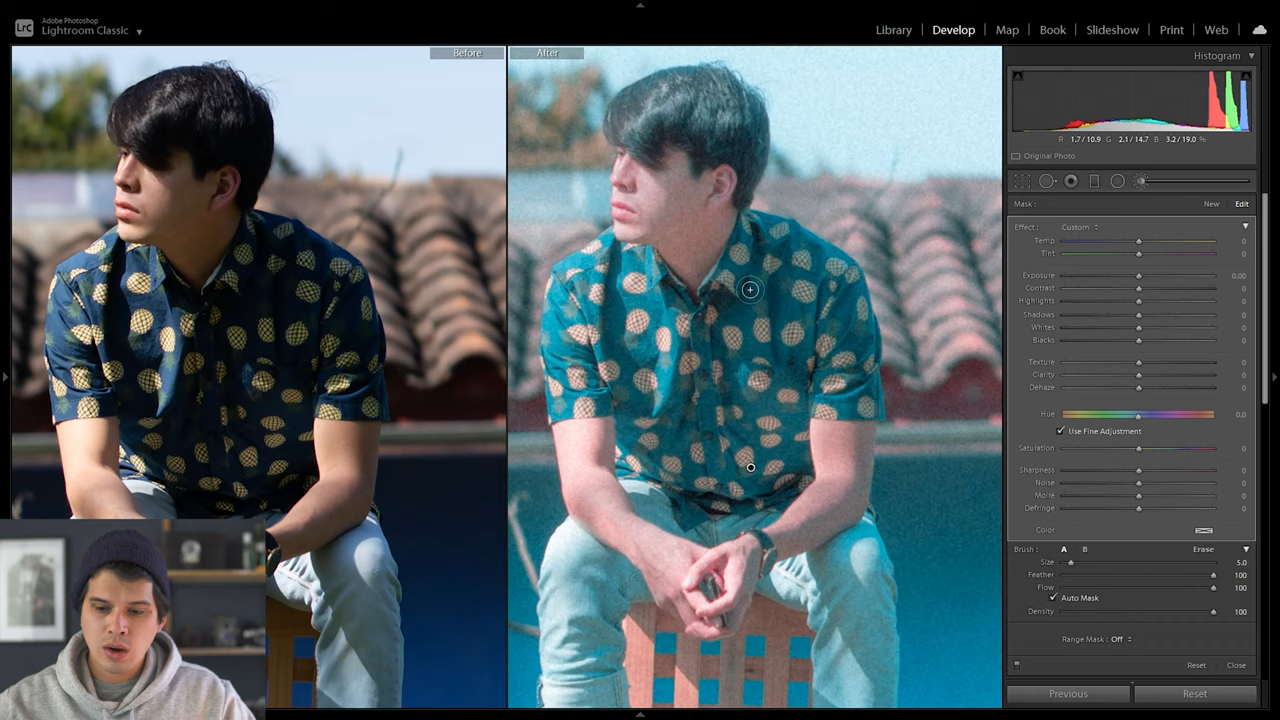 LrC
Adobe Photoshop
Lightroom Classic
Library
Develop
Map
Book
Slideshow
Print
Web
Before
After
Histogram
R 1.7/10.9 G 2.1/14.7 B 3.2/19.0 %
Original Photo
Mask : New Edit
Effect : Custom
Temp 0
Tint 0
Exposure 0.00
Contrast 0
Highlights 0
Shadows 0
Whites 0
Blacks 0
Texture 0
Clarity 0
Dehaze 0
Hue 0.0
Use Fine Adjustment
Saturation 0
Sharpness 0
Noise 0
Moiré 0
Defringe 0
Color
Brush : A B Erase
Size 5.0
Feather 100
Flow 100
Auto Mask
Density 100
Range Mask : Off
Reset Close
Previous Reset